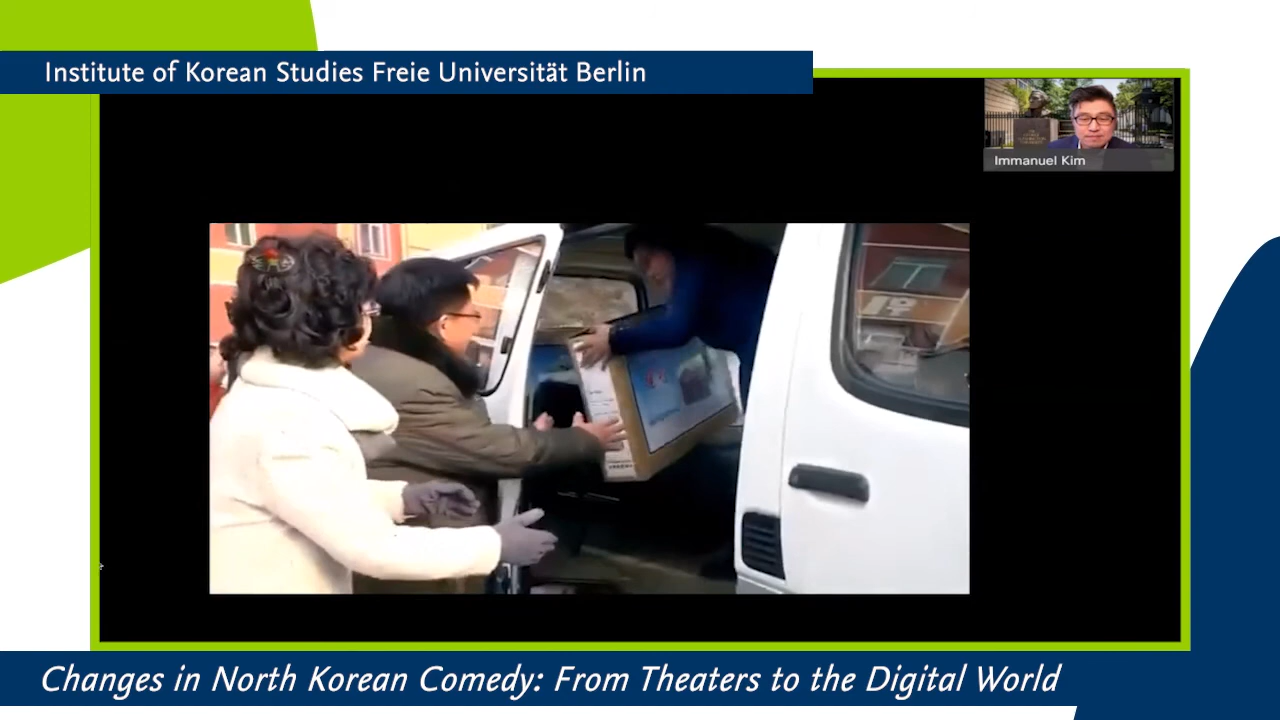 Institute of Korean Studies Freie Universität Berlin
Immanuel Kim
Changes in North Korean Comedy: From Theaters to the Digital World